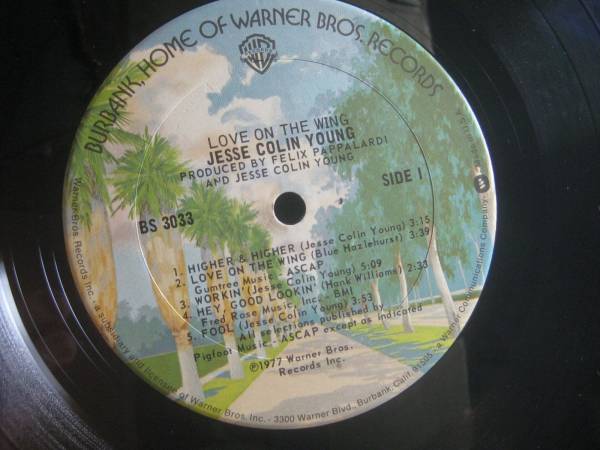 BURBANK, HOME OF WARNER BROS. RECORDS
LOVE ON THE WING
JESSE COLIN YOUNG
PRODUCED BY FELIX PAPPALARDI
AND JESSE COLIN YOUNG
SIDE 1
BS 3033
1. HIGHER & HIGHER (Jesse Colin Young) 3:15
2. LOVE ON THE WING (Blue Hazlehurst) 3:39
Gumtree Music - ASCAP
3. WORKIN' (Jesse Colin Young) 5:09
4. HEY, GOOD LOOKIN' (Hank Williams) 2:33
Fred Rose Music, Inc. - BMI
5. FOOL (Jesse Colin Young) 3:53
All selections published by
Pigfoot Music - ASCAP except as indicated
℗1977 Warner Bros.
Records Inc.
Warner Bros. Records Inc. - a subsidiary and licensee of Warner Bros. Inc. - 3300 Warner Blvd., Burbank, Calif. 91505 - a Warner Communications Company
U.S.A.